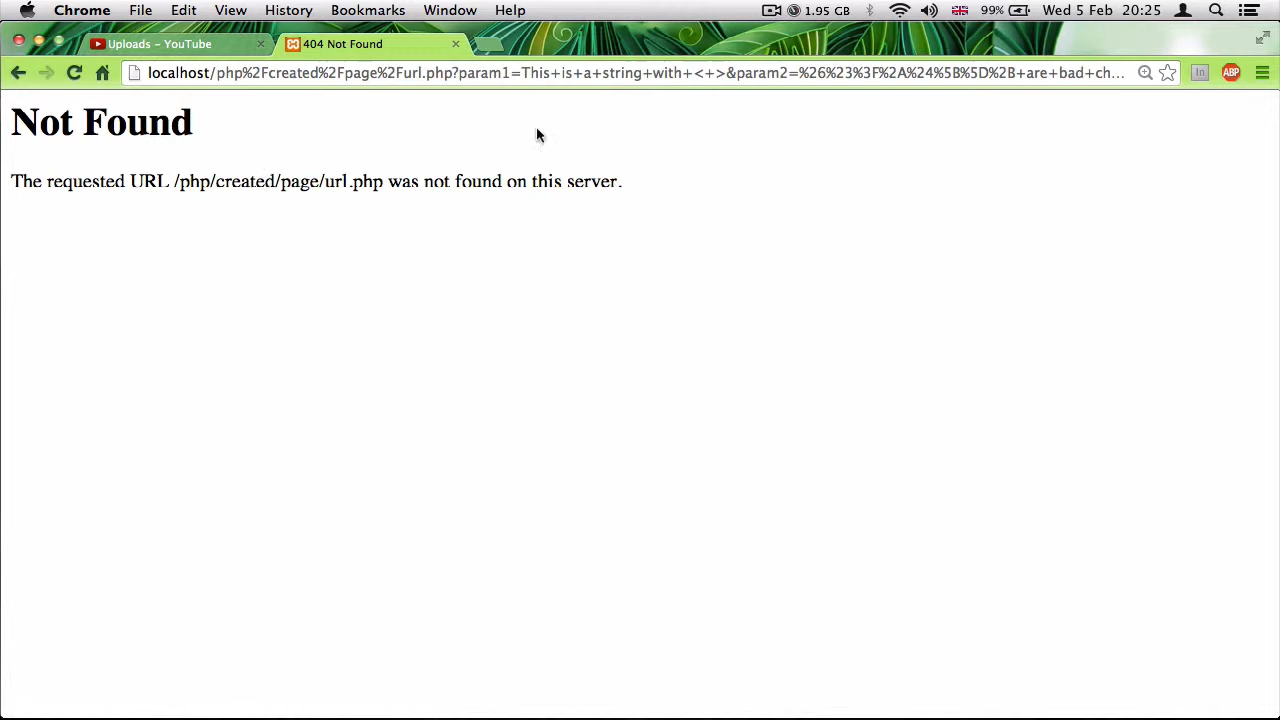 Chrome File Edit View History Bookmarks Window Help 1.95 GB 99% Wed 5 Feb 20:25
Uploads – YouTube 404 Not Found
localhost/php%2Fcreated%2Fpage%2Furl.php?param1=This+is+a+string+with+<+>&param2=%26%23%3F%2A%24%5B%5D%2B+are+bad+ch... In ABP
Not Found
The requested URL /php/created/page/url.php was not found on this server.